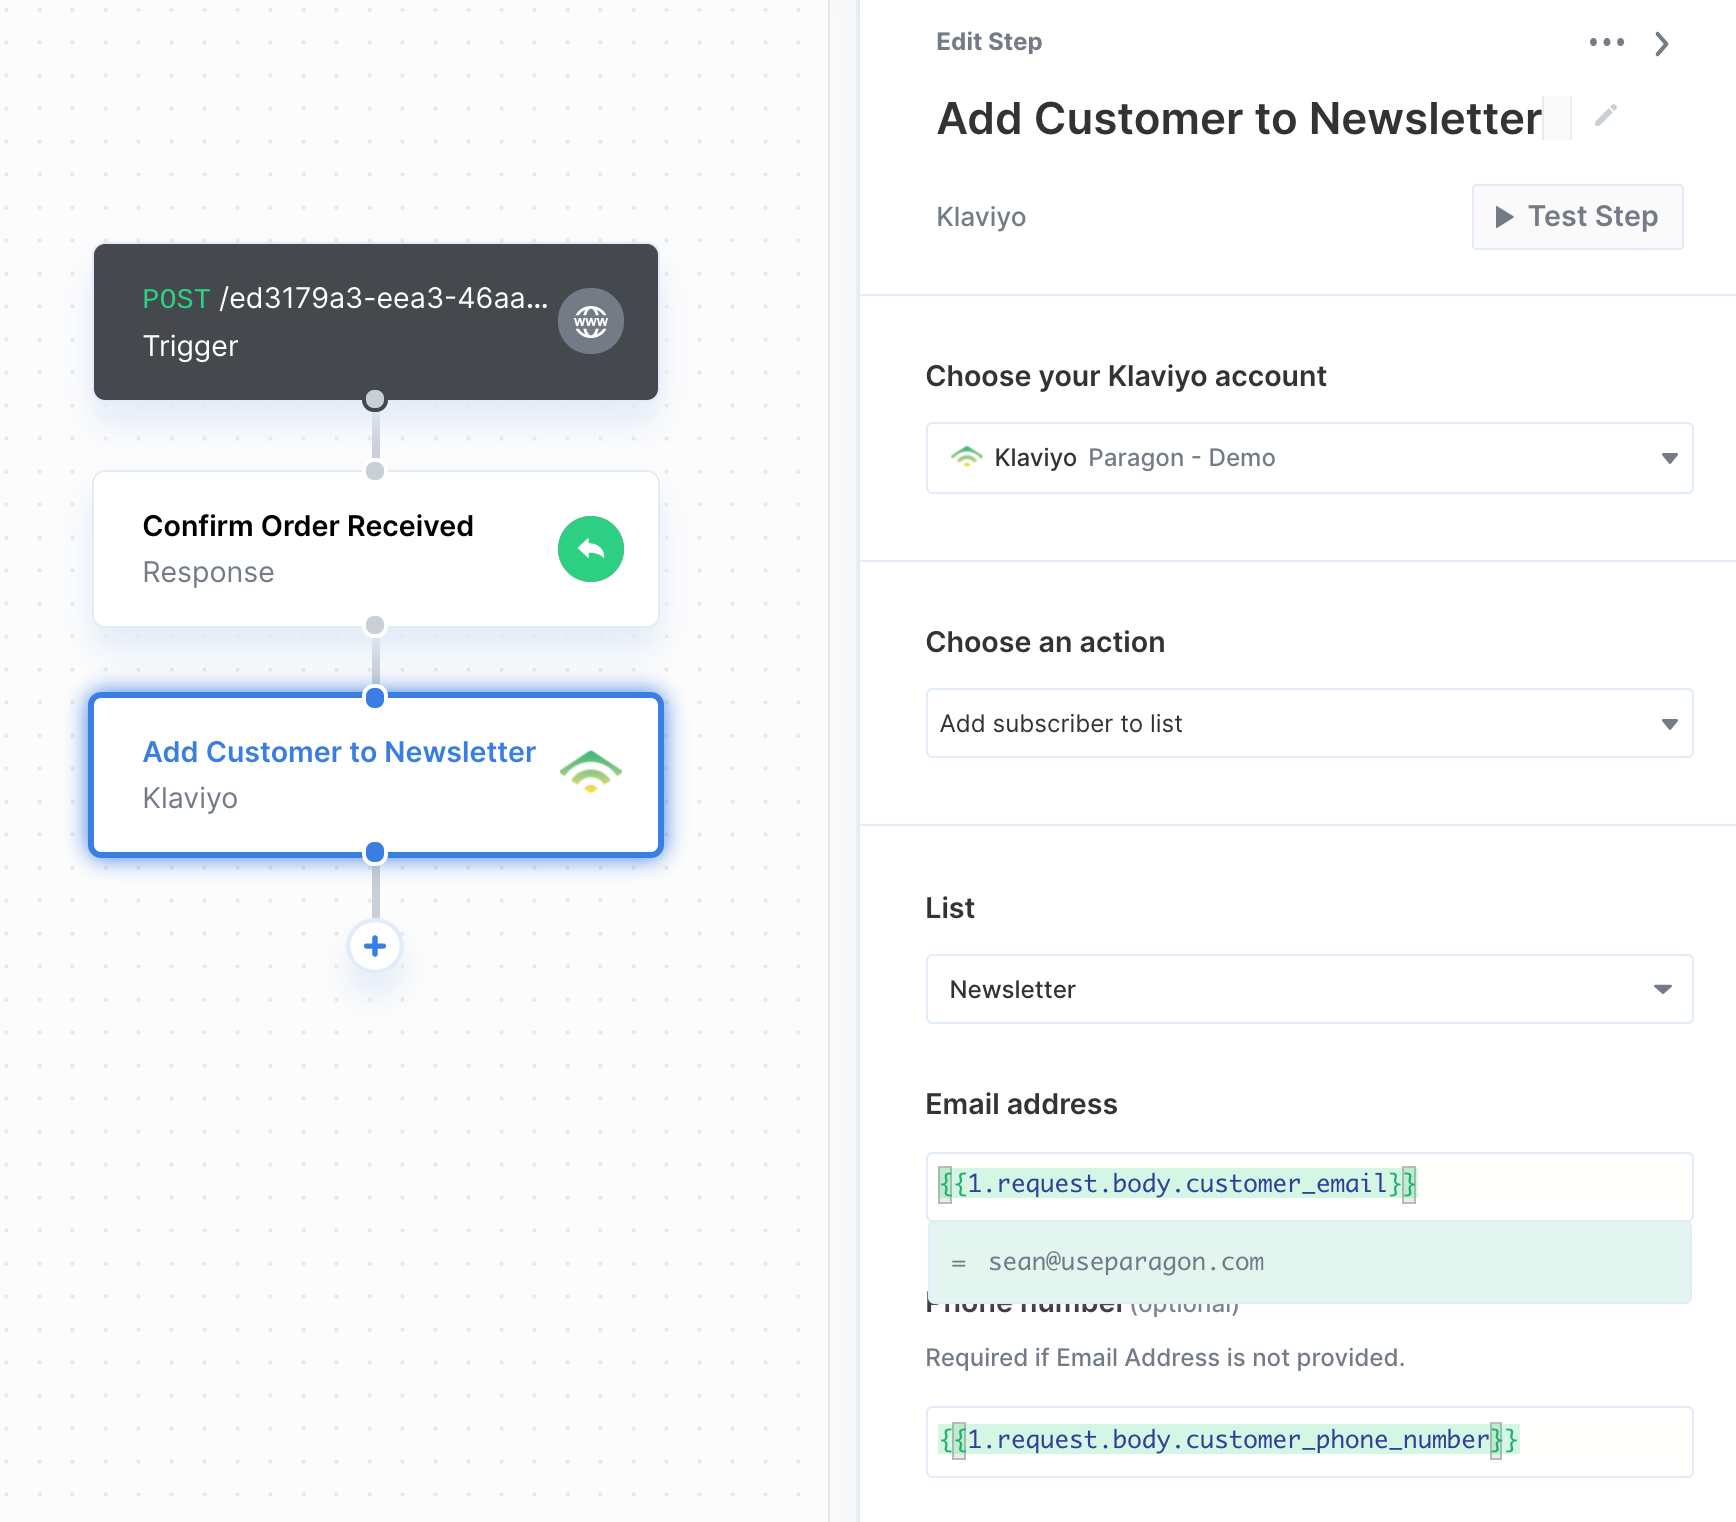 POST /ed3179a3-eea3-46aa...
www
Trigger
Confirm Order Received
Response
Add Customer to Newsletter
Klaviyo
Edit Step
Add Customer to Newsletter
Klaviyo
Test Step
Choose your Klaviyo account
Klaviyo Paragon - Demo
Choose an action
Add subscriber to list
List
Newsletter
Email address
{{1.request.body.customer_email}}
= sean@useparagon.com
Phone number (optional)
Required if Email Address is not provided.
{{1.request.body.customer_phone_number}}